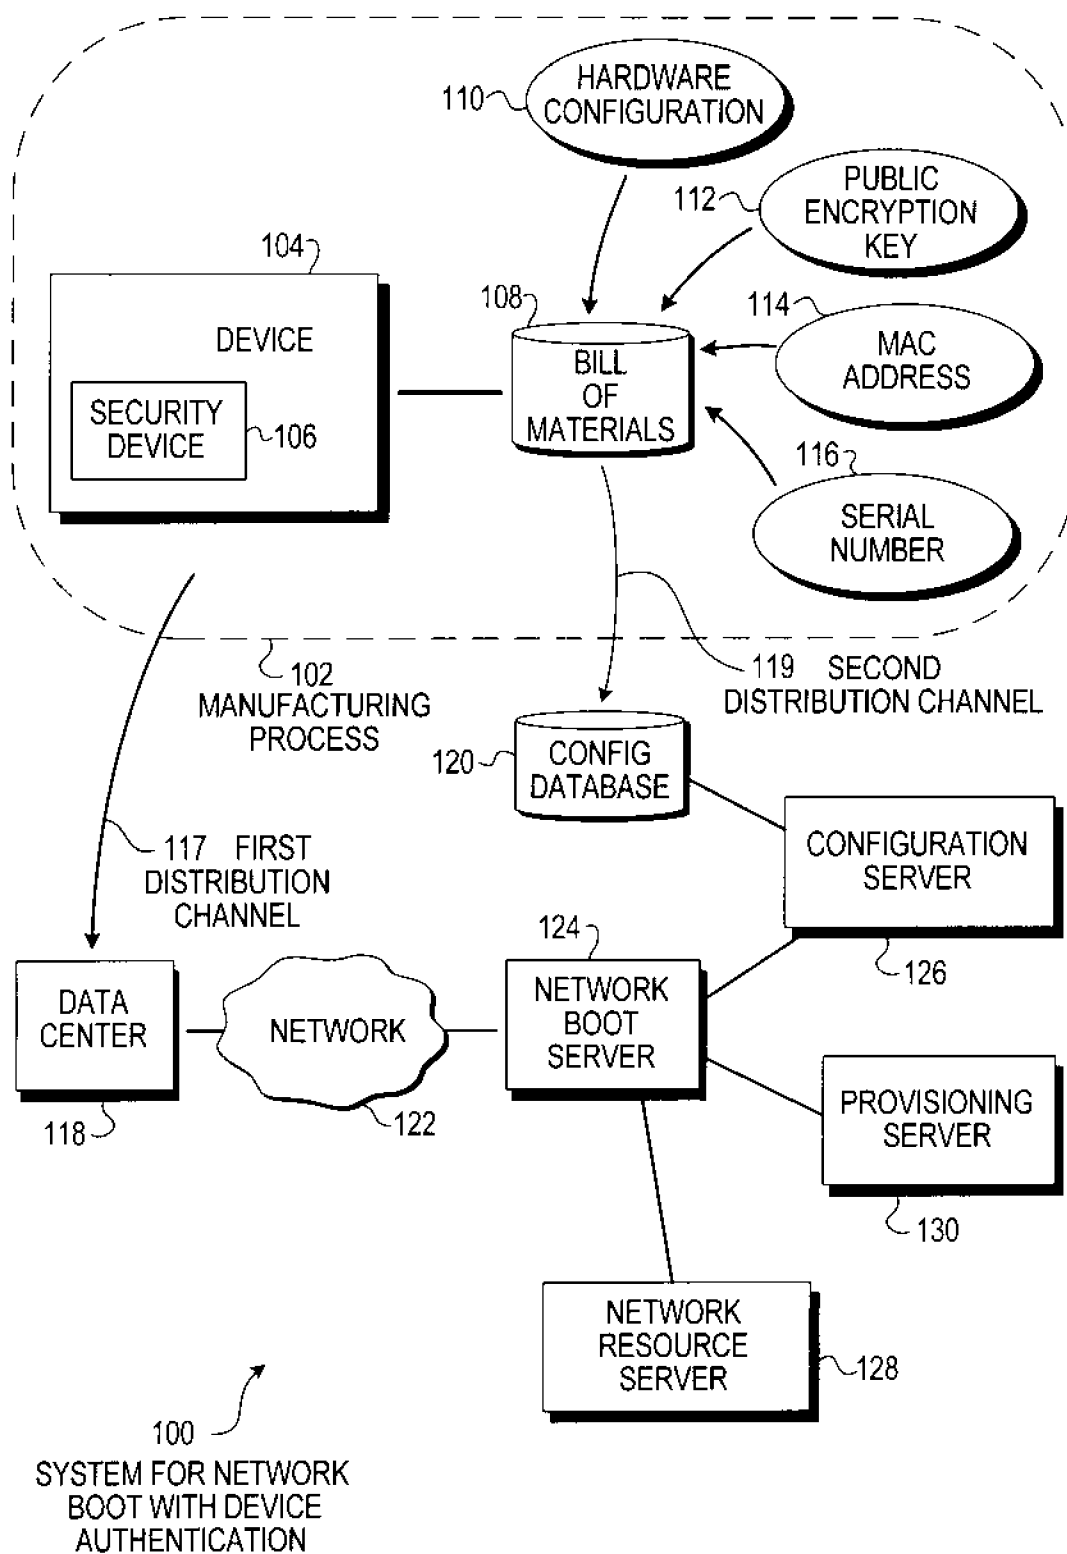 HARDWARE
CONFIGURATION
110
PUBLIC
ENCRYPTION
KEY
112
104
DEVICE
SECURITY
DEVICE
106
108
BILL
OF
MATERIALS
114
MAC
ADDRESS
116
SERIAL
NUMBER
102
MANUFACTURING
PROCESS
119 SECOND
DISTRIBUTION CHANNEL
120
CONFIG
DATABASE
117 FIRST
DISTRIBUTION
CHANNEL
CONFIGURATION
SERVER
126
124
NETWORK
BOOT
SERVER
DATA
CENTER
118
NETWORK
122
PROVISIONING
SERVER
130
NETWORK
RESOURCE
SERVER
128
100
SYSTEM FOR NETWORK
BOOT WITH DEVICE
AUTHENTICATION